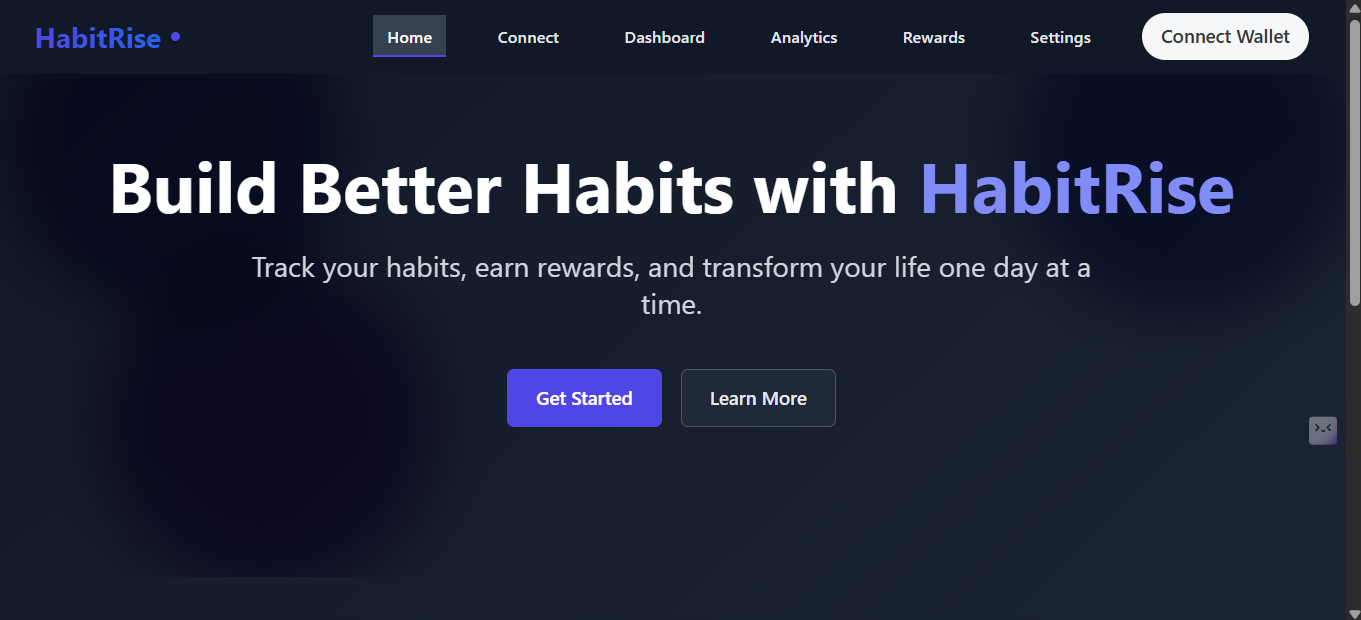 HabitRise
Home
Connect
Dashboard
Analytics
Rewards
Settings
Connect Wallet
Build Better Habits with HabitRise
Track your habits, earn rewards, and transform your life one day at a
time.
Get Started
Learn More